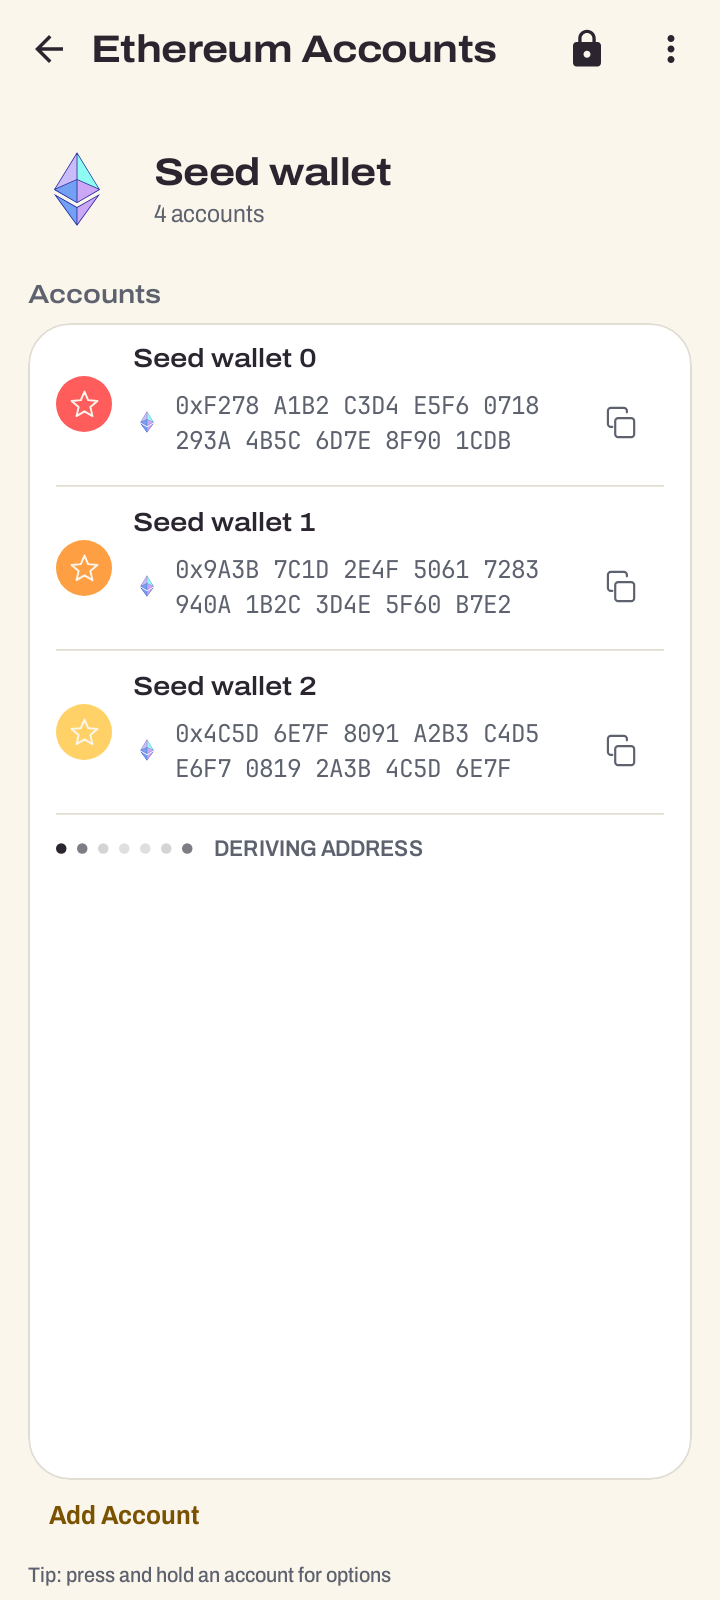 Ethereum Accounts
Seed wallet
4 accounts
Accounts
Seed wallet 0
0xF278 A1B2 C3D4 E5F6 0718
293A 4B5C 6D7E 8F90 1CDB
Seed wallet 1
0x9A3B 7C1D 2E4F 5061 7283
940A 1B2C 3D4E 5F60 B7E2
Seed wallet 2
0x4C5D 6E7F 8091 A2B3 C4D5
E6F7 0819 2A3B 4C5D 6E7F
DERIVING ADDRESS
Add Account
Tip: press and hold an account for options